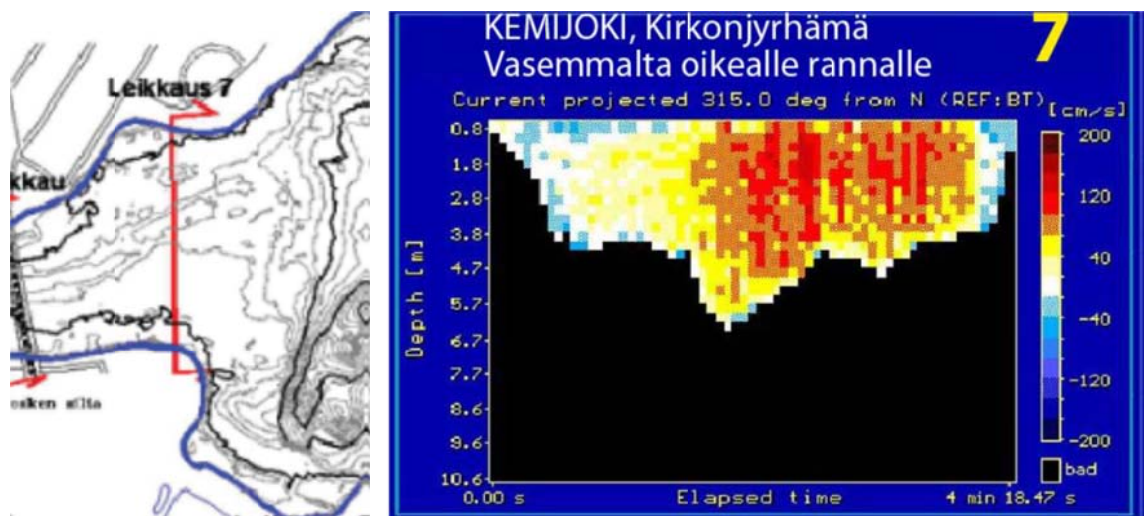 Leikkaus 7
kkau
osken silta
KEMIJOKI, Kirkonjyrhämä
7
Vasemmalta oikealle rannalle
Current projected 315.0 deg from N (REF:BT)
[cm/s]
0.8
1.8
2.8
3.8
4.7
5.7
6.7
7.7
8.6
9.6
10.6
Depth [m]
0.00 s
Elapsed time
4 min 18.47 s
200
120
40
-40
-120
-200
bad